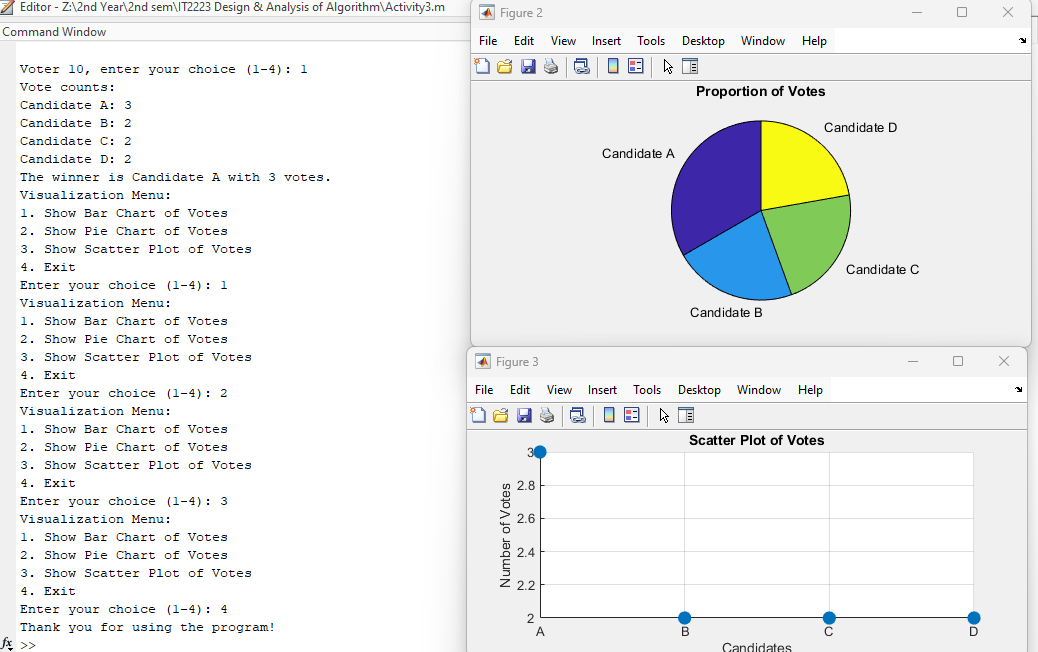 Editor - Z:\2nd Year\2nd sem\IT2223 Design & Analysis of Algorithm\Activity3.m
Command Window
Voter 10, enter your choice (1-4): 1
Vote counts:
Candidate A: 3
Candidate B: 2
Candidate C: 2
Candidate D: 2
The winner is Candidate A with 3 votes.
Visualization Menu:
1. Show Bar Chart of Votes
2. Show Pie Chart of Votes
3. Show Scatter Plot of Votes
4. Exit
Enter your choice (1-4): 1
Visualization Menu:
1. Show Bar Chart of Votes
2. Show Pie Chart of Votes
3. Show Scatter Plot of Votes
4. Exit
Enter your choice (1-4): 2
Visualization Menu:
1. Show Bar Chart of Votes
2. Show Pie Chart of Votes
3. Show Scatter Plot of Votes
4. Exit
Enter your choice (1-4): 3
Visualization Menu:
1. Show Bar Chart of Votes
2. Show Pie Chart of Votes
3. Show Scatter Plot of Votes
4. Exit
Enter your choice (1-4): 4
Thank you for using the program!
fx >>
Figure 2
File Edit View Insert Tools Desktop Window Help
Proportion of Votes
Candidate D
Candidate A
Candidate C
Candidate B
Figure 3
File Edit View Insert Tools Desktop Window Help
Scatter Plot of Votes
Number of Votes
3
2.8
2.6
2.4
2.2
2
A B C D
Candidates